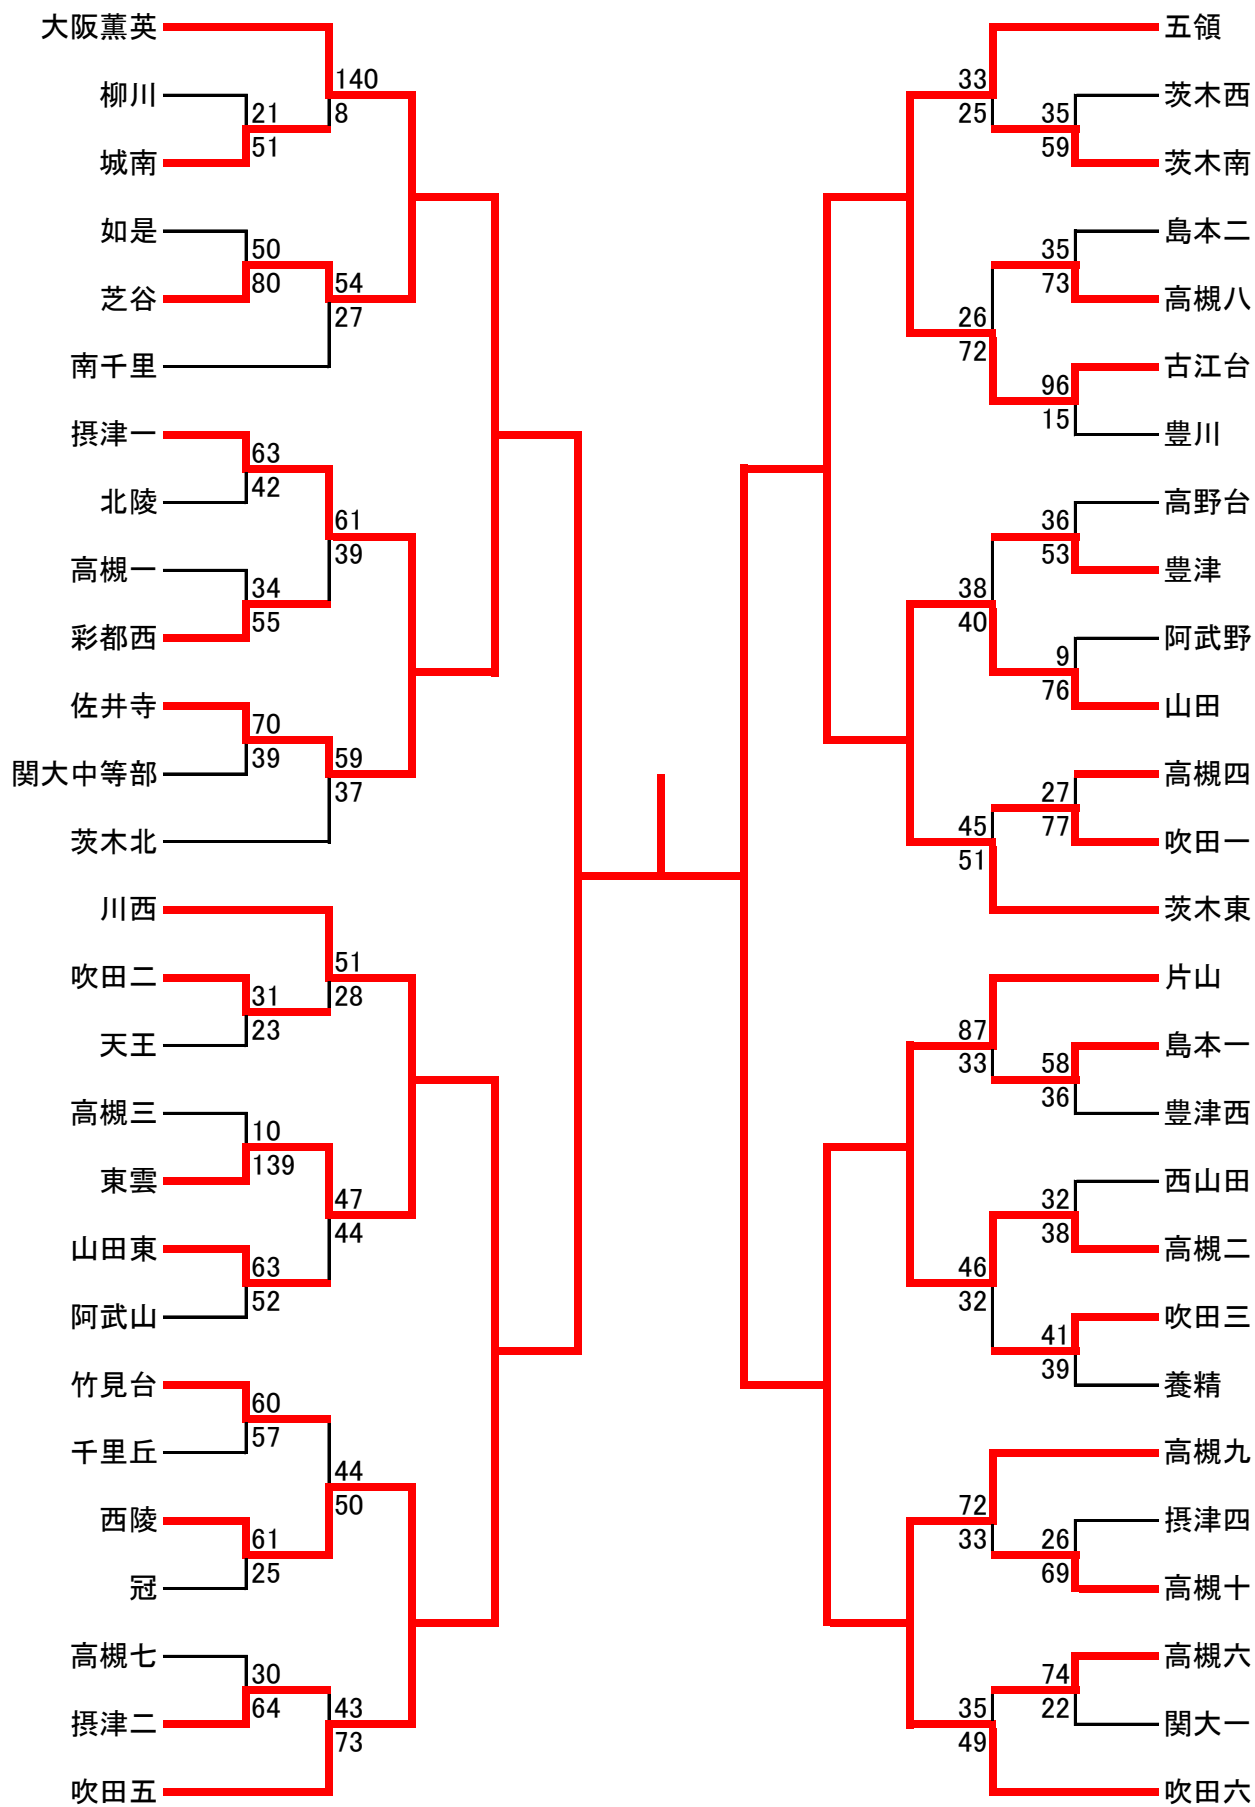 大阪薫英
140
8
柳川
21
51
城南
如是
50
80
芝谷
54
27
南千里
摂津一
63
42
北陵
61
39
高槻一
34
55
彩都西
佐井寺
70
39
関大中等部
59
37
茨木北
川西
51
28
吹田二
31
23
天王
高槻三
10
139
東雲
47
44
山田東
63
52
阿武山
竹見台
60
57
千里丘
44
50
西陵
61
25
冠
高槻七
30
64
摂津二
43
73
吹田五
五領
33
25
茨木西
35
59
茨木南
島本二
35
73
高槻八
26
72
古江台
96
15
豊川
高野台
36
53
豊津
38
40
阿武野
9
76
山田
高槻四
27
77
吹田一
45
51
茨木東
片山
87
33
島本一
58
36
豊津西
西山田
32
38
高槻二
46
32
吹田三
41
39
養精
高槻九
72
33
摂津四
26
69
高槻十
高槻六
74
22
関大一
35
49
吹田六